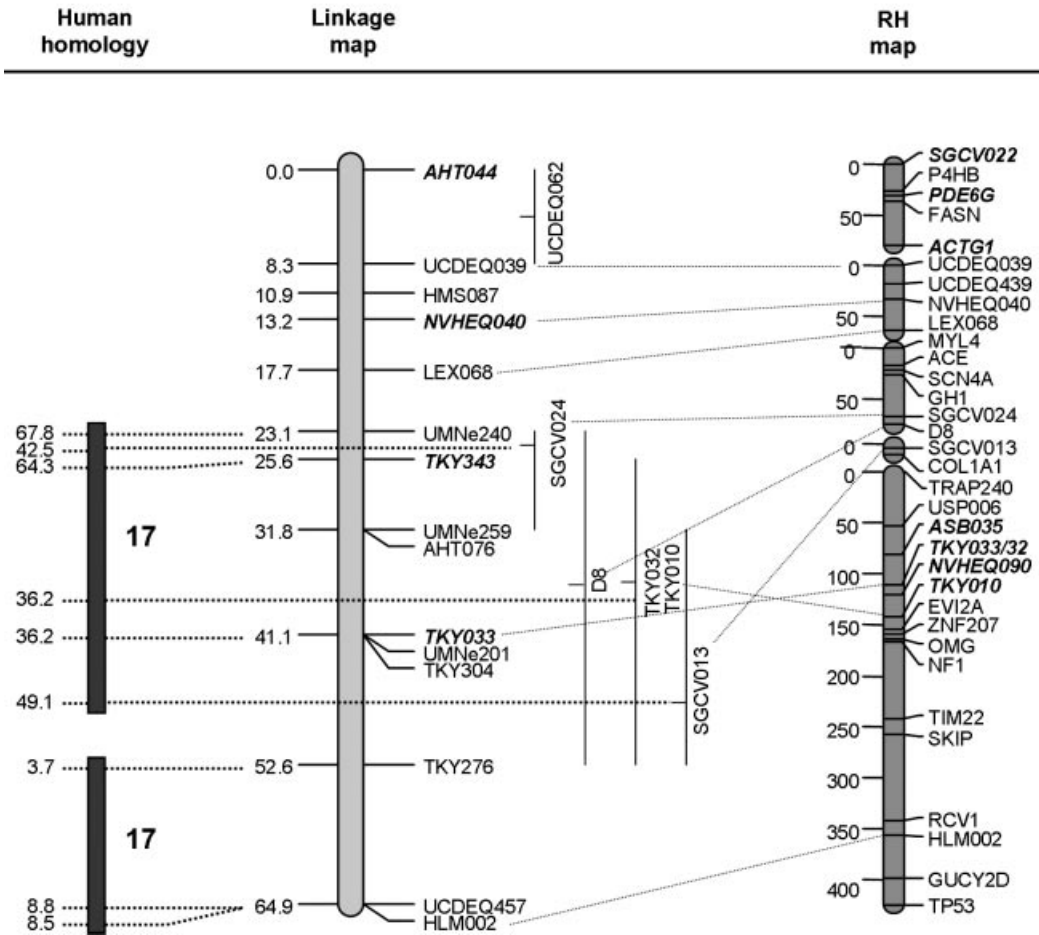 Human
homology
Linkage
map
RH
map
67.8
42.5
64.3
36.2
36.2
49.1
3.7
8.8
8.5
17
17
0.0
8.3
10.9
13.2
17.7
23.1
25.6
31.8
41.1
52.6
64.9
AHT044
UCDEQ039
HMS087
NVHEQ040
LEX068
UMNe240
TKY343
UMNe259
AHT076
TKY033
UMNe201
TKY304
TKY276
UCDEQ457
HLM002
UCDEQ062
SGCV024
D8
TKY032
TKY010
SGCV013
0
50
0
50
0
50
0
0
50
100
150
200
250
300
350
400
SGCV022
P4HB
PDE6G
FASN
ACTG1
UCDEQ039
UCDEQ439
NVHEQ040
LEX068
MYL4
ACE
SCN4A
GH1
SGCV024
D8
SGCV013
COL1A1
TRAP240
USP006
ASB035
TKY033/32
NVHEQ090
TKY010
EVI2A
ZNF207
OMG
NF1
TIM22
SKIP
RCV1
HLM002
GUCY2D
TP53